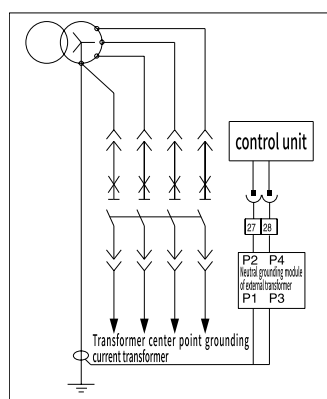 control unit
27 28
P2 P4
Neutral grounding module
of external transformer
P1 P3
Transformer center point grounding
current transformer